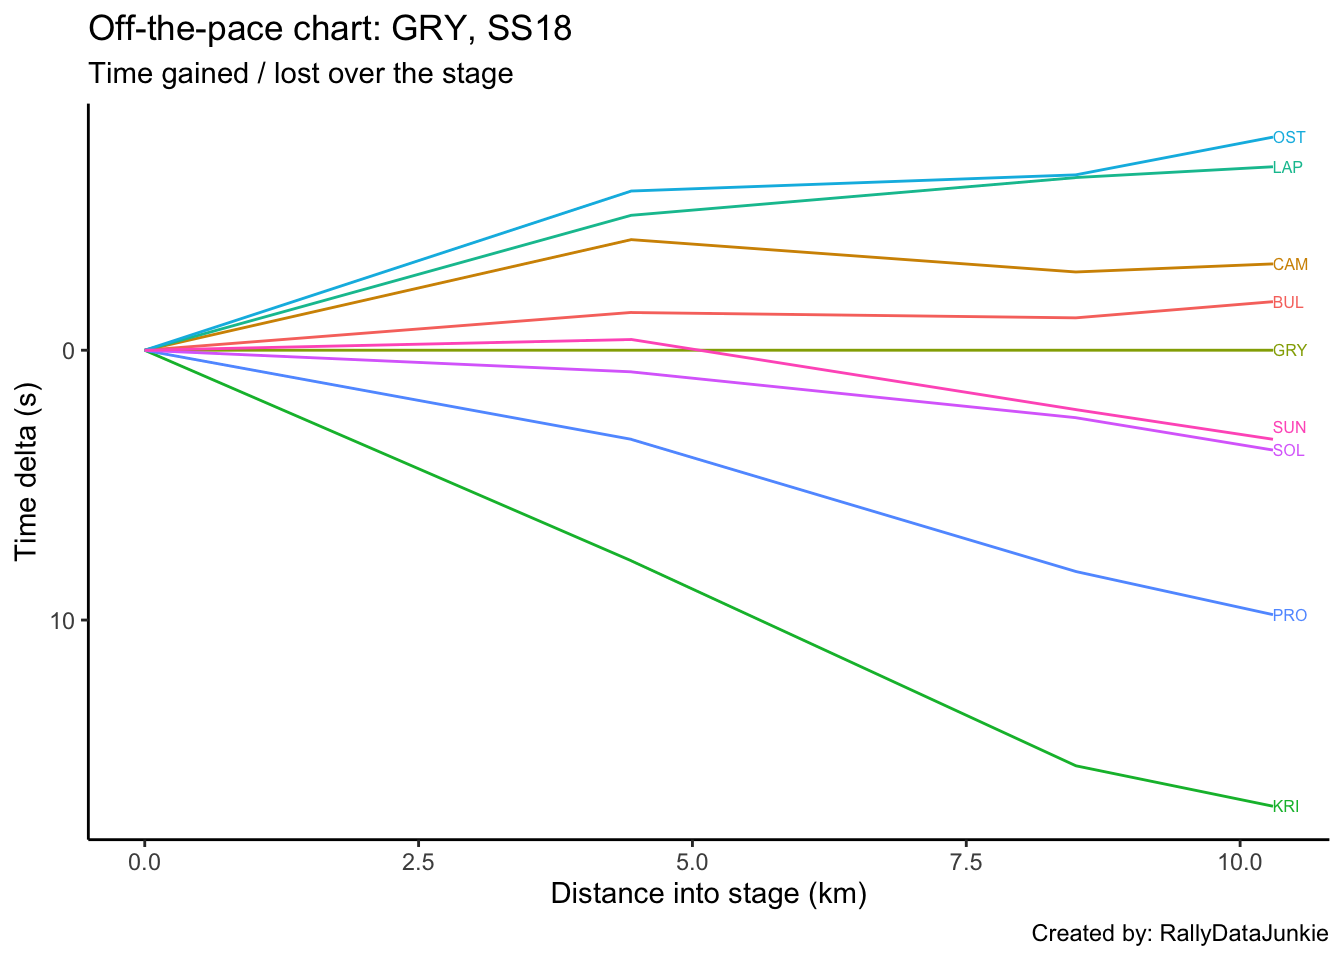 Off-the-pace chart: GRY, SS18
Time gained / lost over the stage
OST
LAP
CAM
BUL
0
GRY
SUN
SOL
Time delta (s)
10
PRO
KRI
0.0 2.5 5.0 7.5 10.0
Distance into stage (km)
Created by: RallyDataJunkie